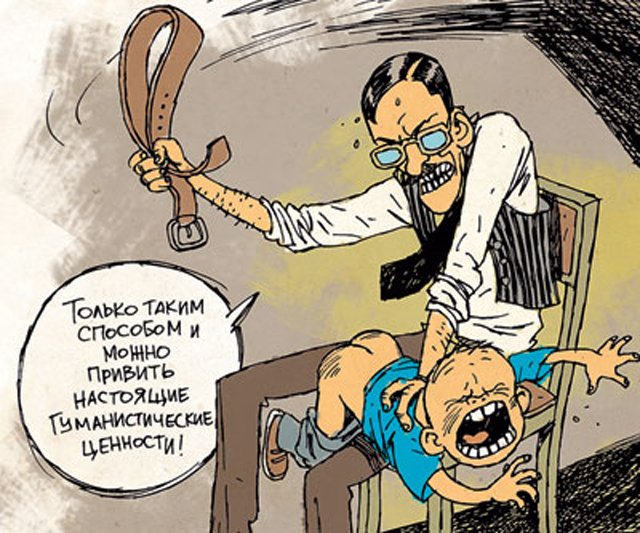 Только таким
способом и
можно
привить
настоящие
гуманистические
ценности!